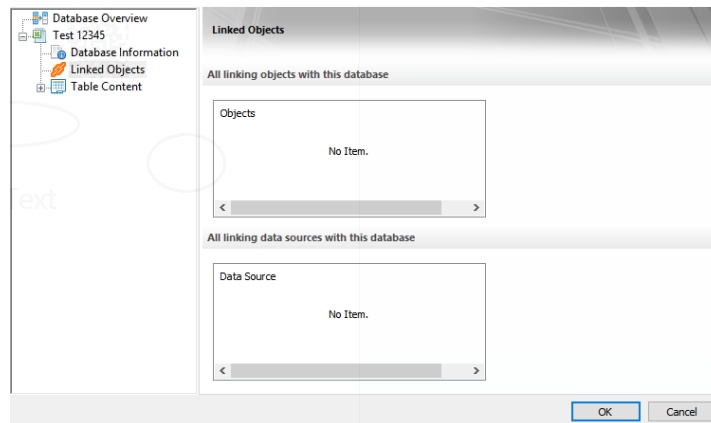 Database Overview
Test 12345
Database Information
Linked Objects
Table Content
Text
Linked Objects
All linking objects with this database
Objects
No Item.
All linking data sources with this database
Data Source
No Item.
OK
Cancel